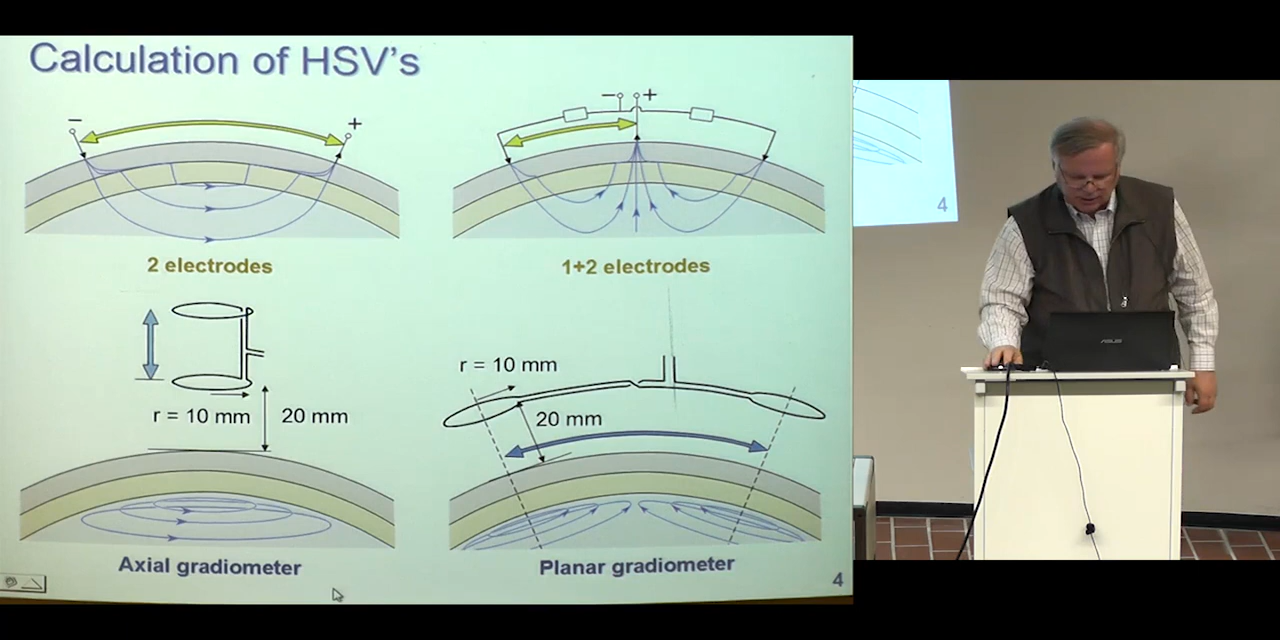 Calculation of HSV's
− +
− +
2 electrodes
1+2 electrodes
r = 10 mm
20 mm
r = 10 mm
20 mm
Axial gradiometer
Planar gradiometer
4
4
ASUS